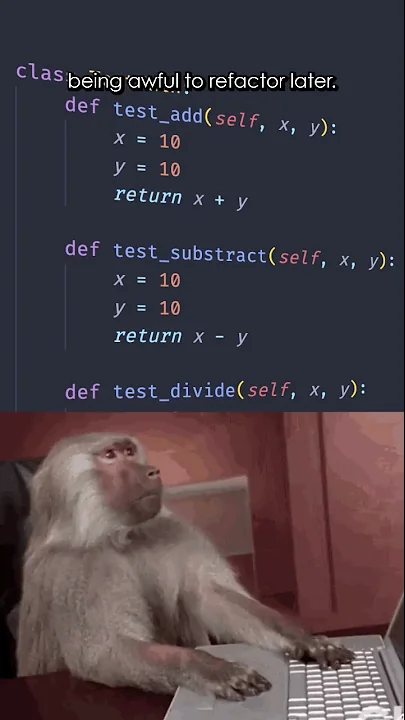 being awful to refactor later.
def test_add(self, x, y):
x = 10
y = 10
return x + y
def test_substract(self, x, y):
x = 10
y = 10
return x - y
def test_divide(self, x, y):